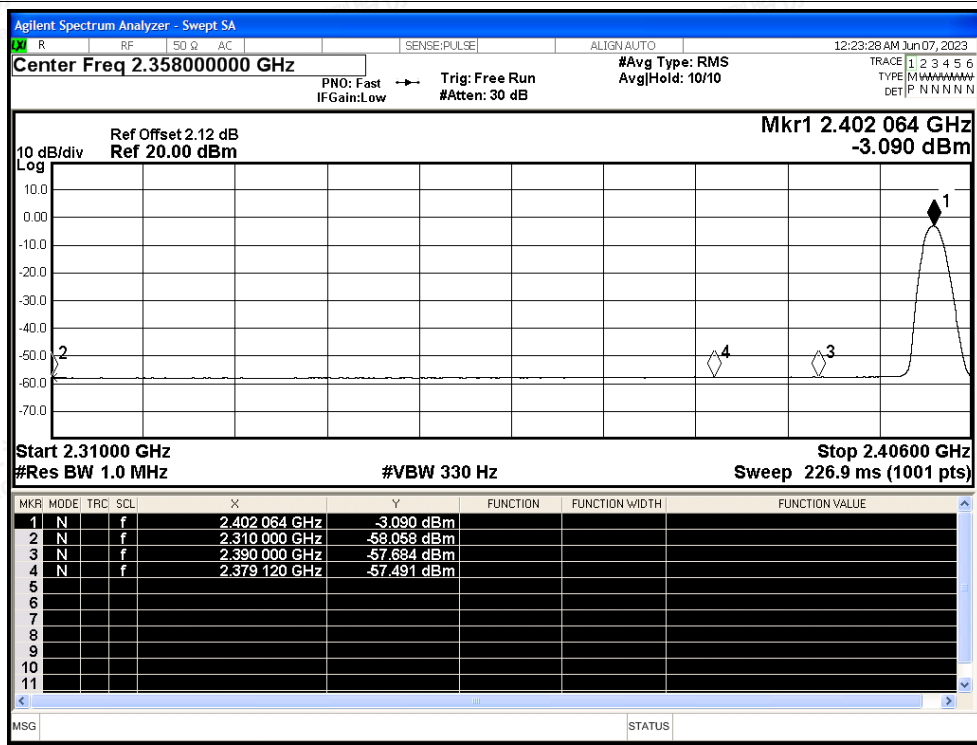 Agilent Spectrum Analyzer - Swept SA
LXI R RF 50 Ω AC SENSE:PULSE ALIGN AUTO 12:23:28 AM Jun 07, 2023
Center Freq 2.358000000 GHz
PNO: Fast
IFGain:Low
Trig: Free Run
#Atten: 30 dB
#Avg Type: RMS
Avg|Hold: 10/10
TRACE 1 2 3 4 5 6
TYPE M WWWWW
DET P N N N N N
Mkr1 2.402 064 GHz
-3.090 dBm
Ref Offset 2.12 dB
10 dB/div Ref 20.00 dBm
Log
10.0
0.00
-10.0
-20.0
-30.0
-40.0
-50.0
-60.0
-70.0
1
2
4
3
Start 2.31000 GHz Stop 2.40600 GHz
#Res BW 1.0 MHz #VBW 330 Hz Sweep 226.9 ms (1001 pts)
MKR MODE TRC SCL X Y FUNCTION FUNCTION WIDTH FUNCTION VALUE
1 N f 2.402 064 GHz -3.090 dBm
2 N f 2.310 000 GHz -58.058 dBm
3 N f 2.390 000 GHz -57.684 dBm
4 N f 2.379 120 GHz -57.491 dBm
5
6
7
8
9
10
11
MSG STATUS